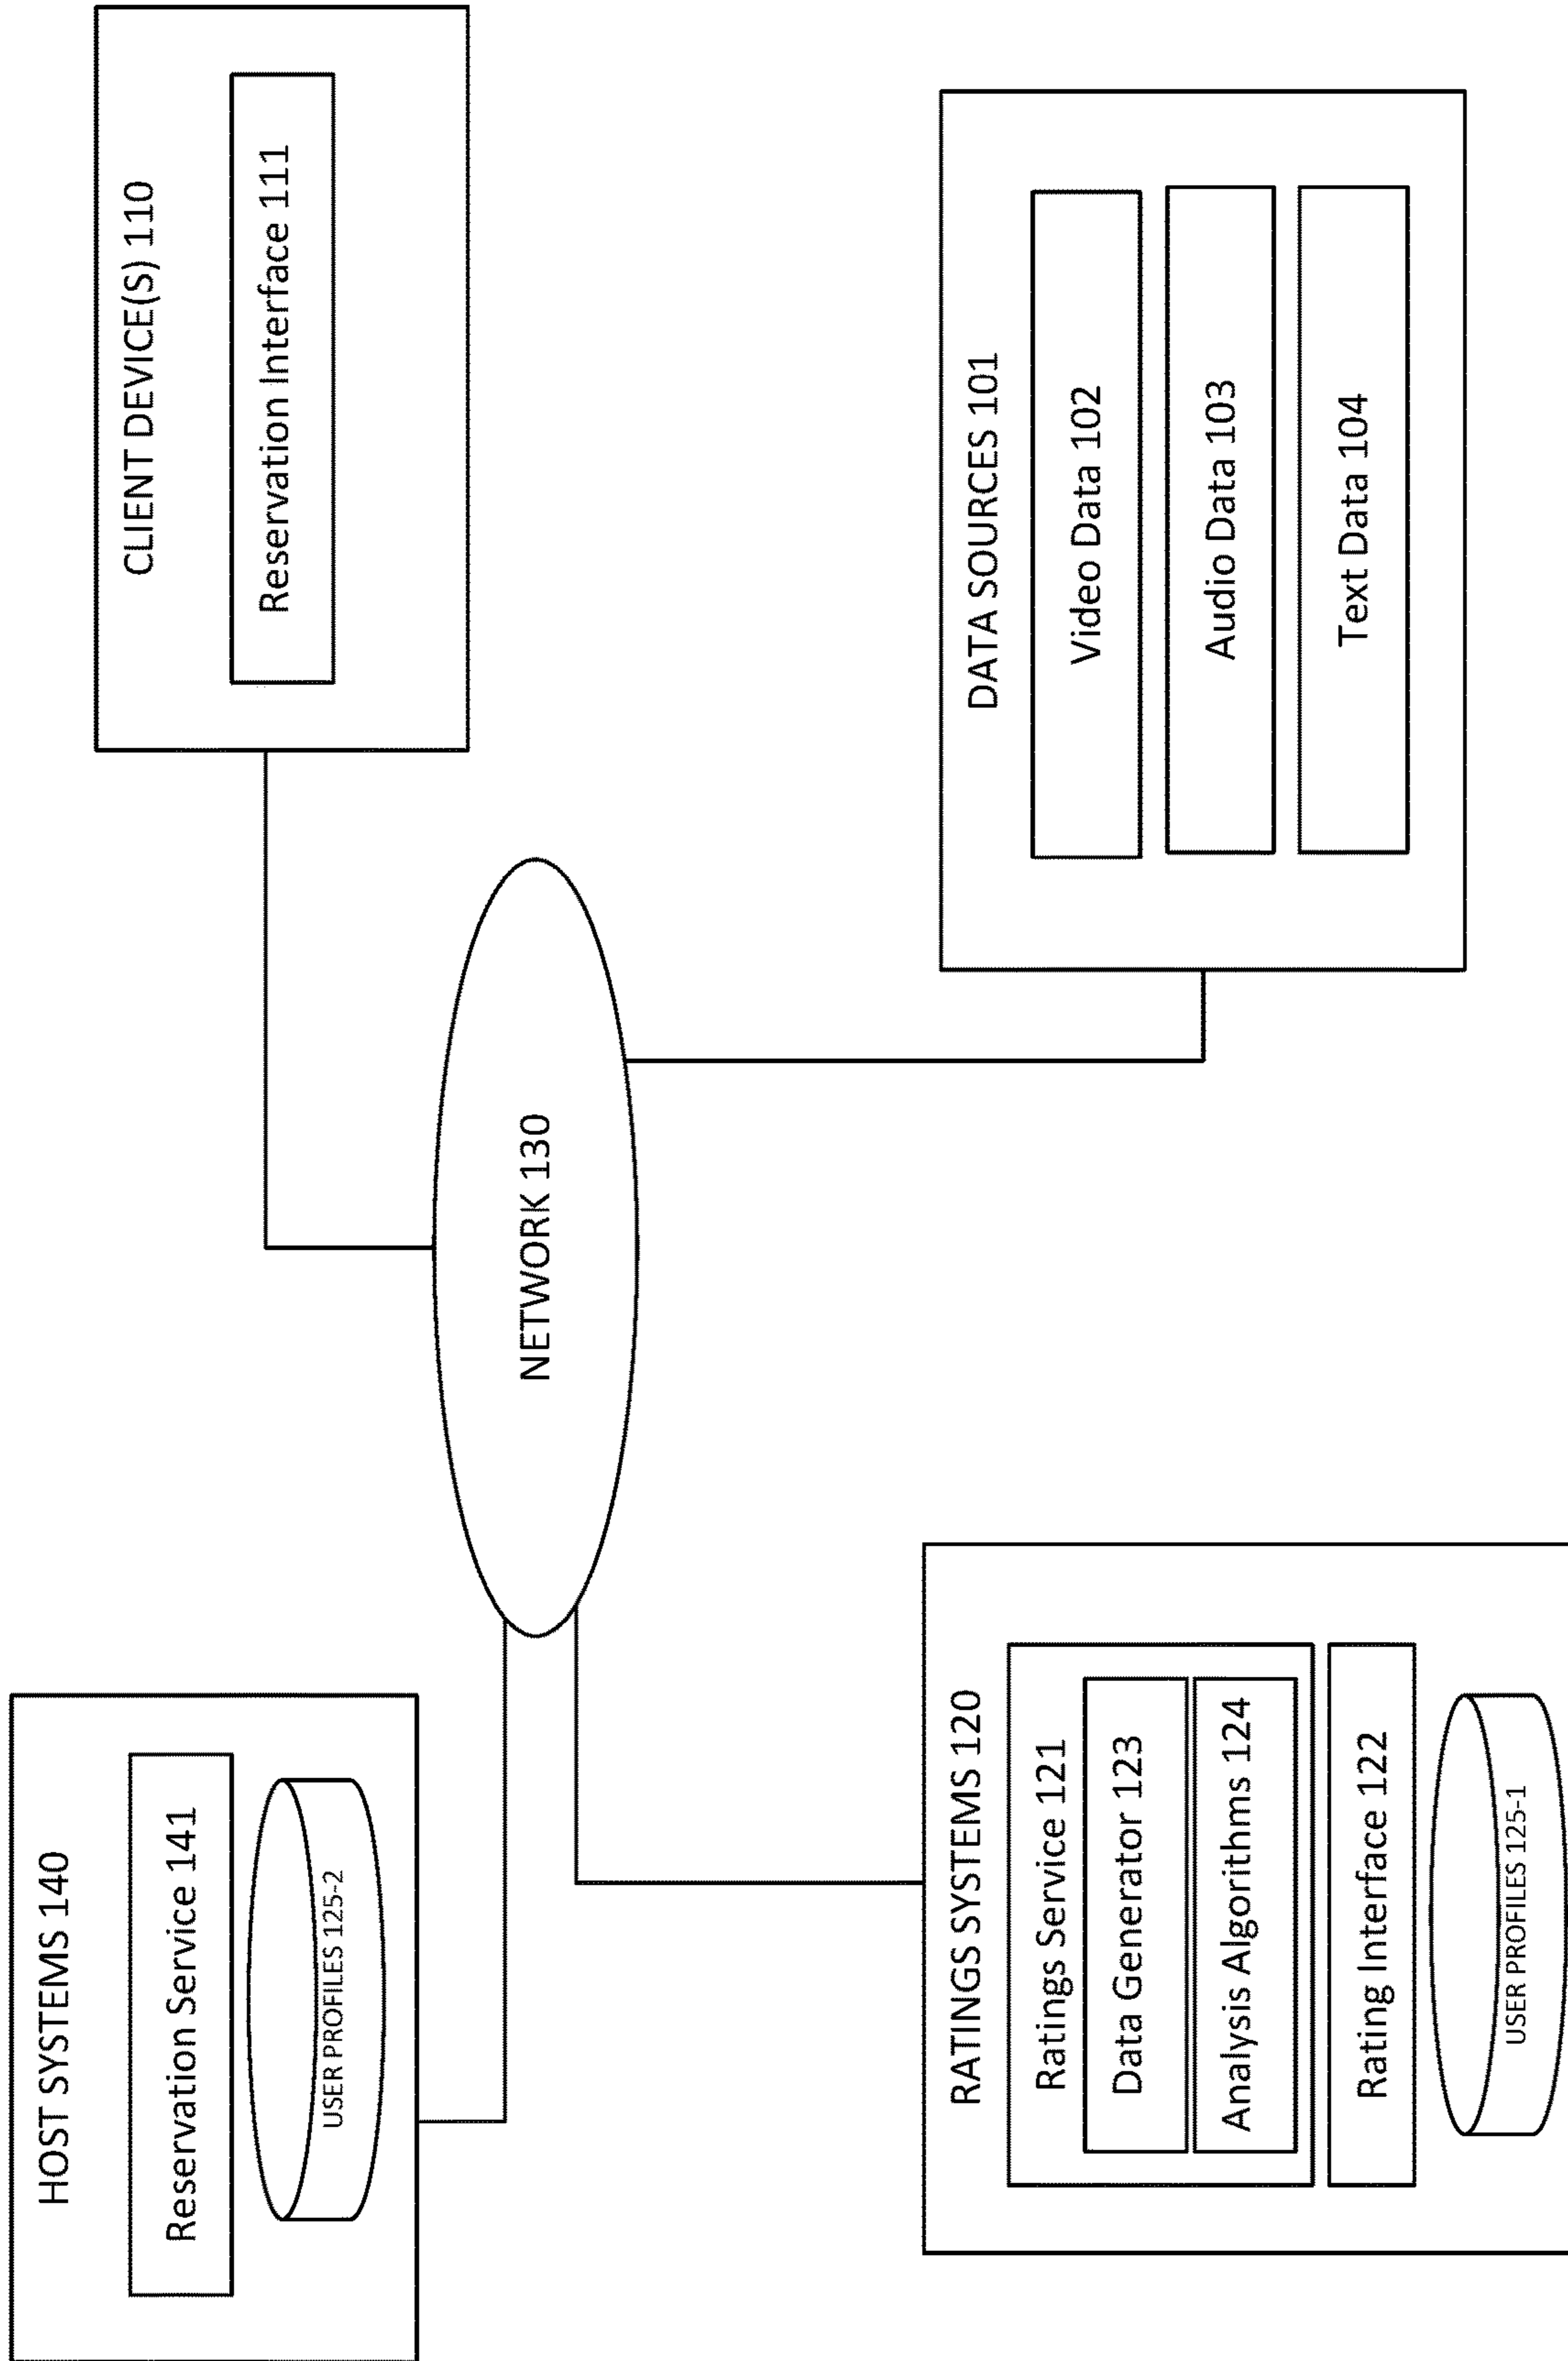 HOST SYSTEMS 140
Reservation Service 141
USER PROFILES 125-2
CLIENT DEVICE(S) 110
Reservation Interface 111
NETWORK 130
RATINGS SYSTEMS 120
Ratings Service 121
Data Generator 123
Analysis Algorithms 124
Rating Interface 122
USER PROFILES 125-1
DATA SOURCES 101
Video Data 102
Audio Data 103
Text Data 104